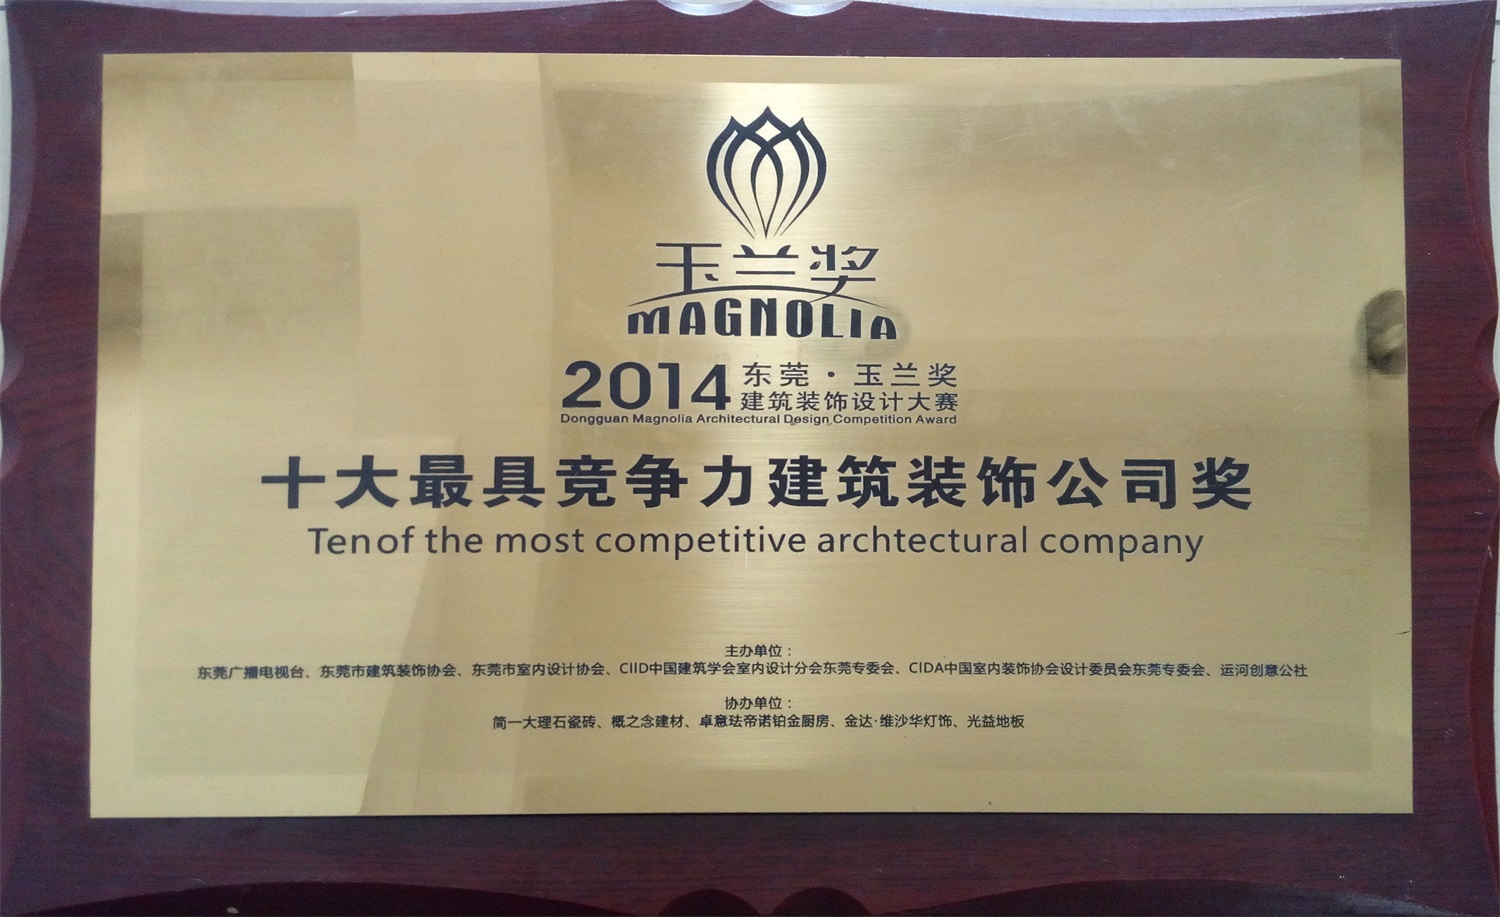 玉兰奖
MAGNOLIA
2014 东莞·玉兰奖
建筑装饰设计大赛
Dongguan Magnolia Architectural Design Competition Award
十大最具竞争力建筑装饰公司奖
Tenof the most competitive archtectural company
主办单位：
东莞广播电视台、东莞市建筑装饰协会、东莞市室内设计协会、CIID中国建筑学会室内设计分会东莞专委会、CIDA中国室内装饰协会设计委员会东莞专委会、运河创意公社
协办单位：
简一大理石瓷砖、概之念建材、卓意珐帝诺铂金厨房、金达·维沙华灯饰、光益地板